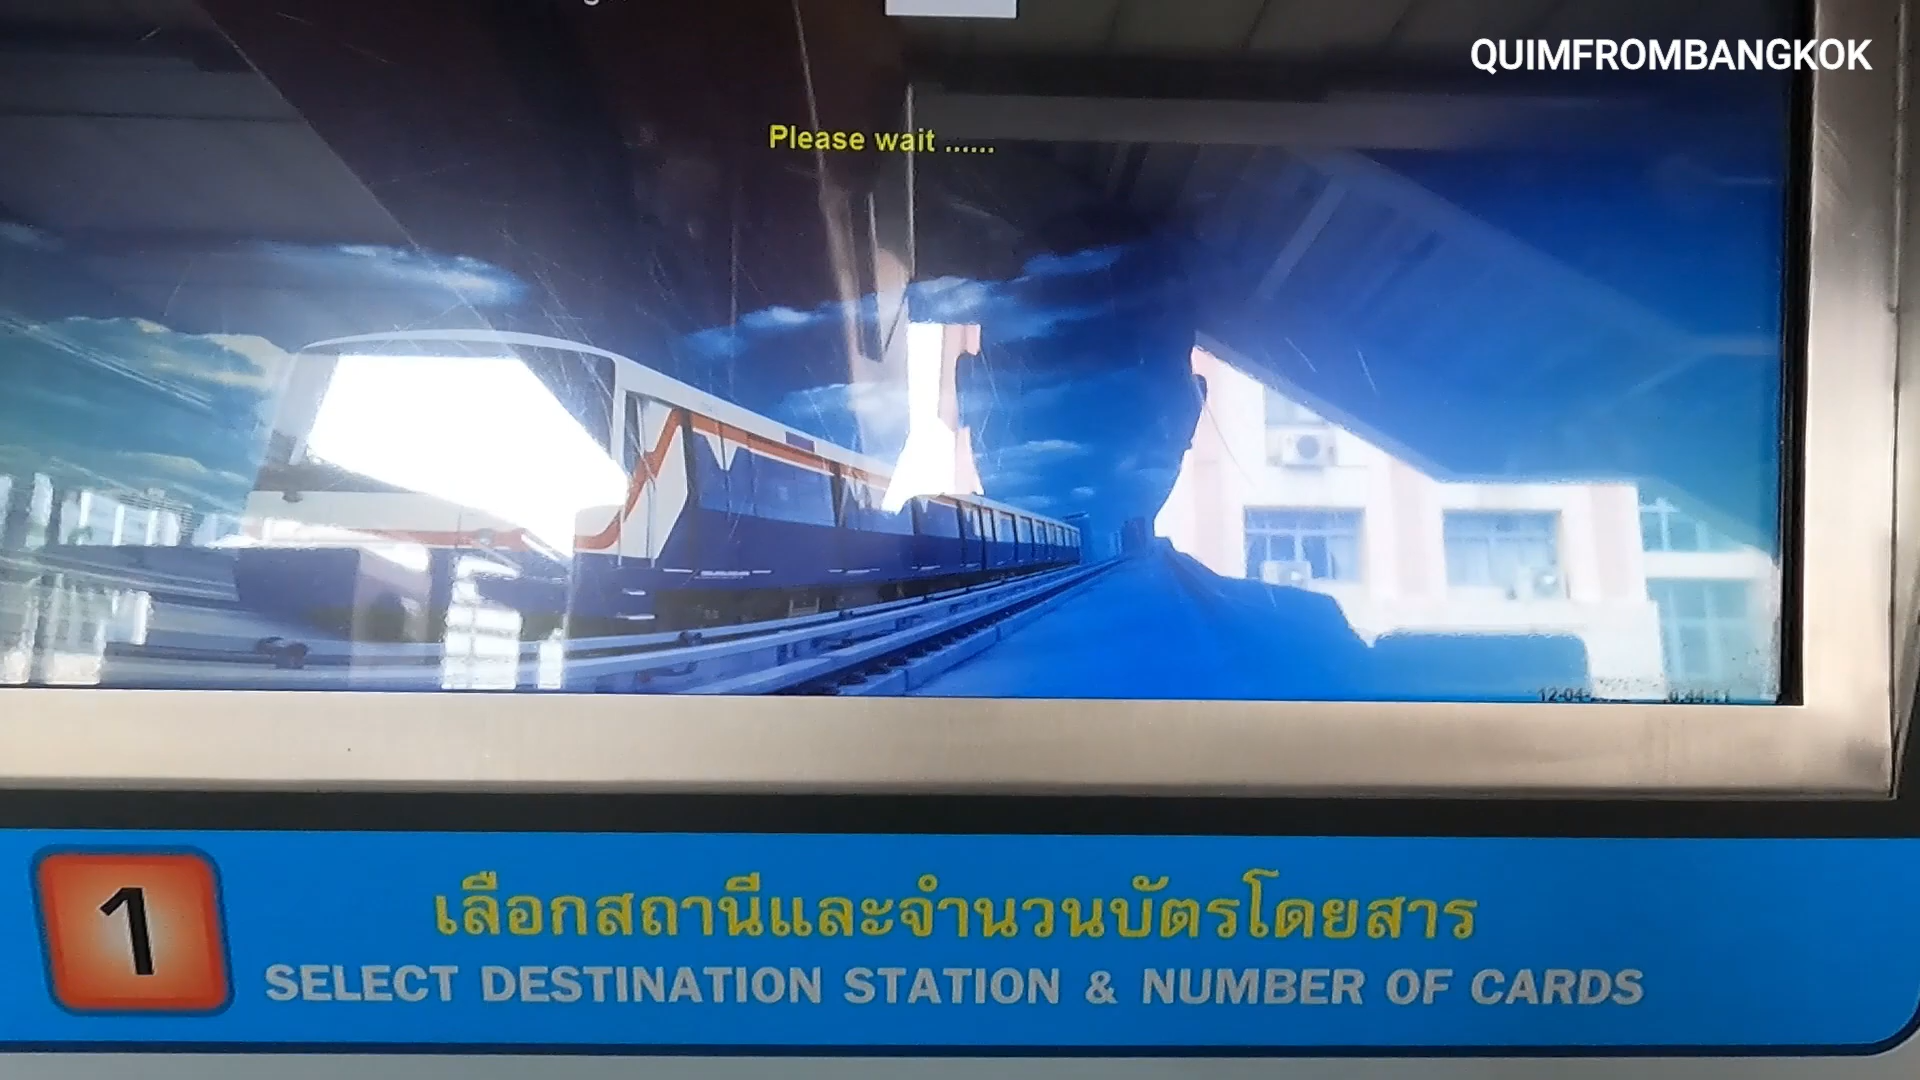 QUIMFROMBANGKOK
Please wait ......
1
เลือกสถานีและจำนวนบัตรโดยสาร
SELECT DESTINATION STATION & NUMBER OF CARDS